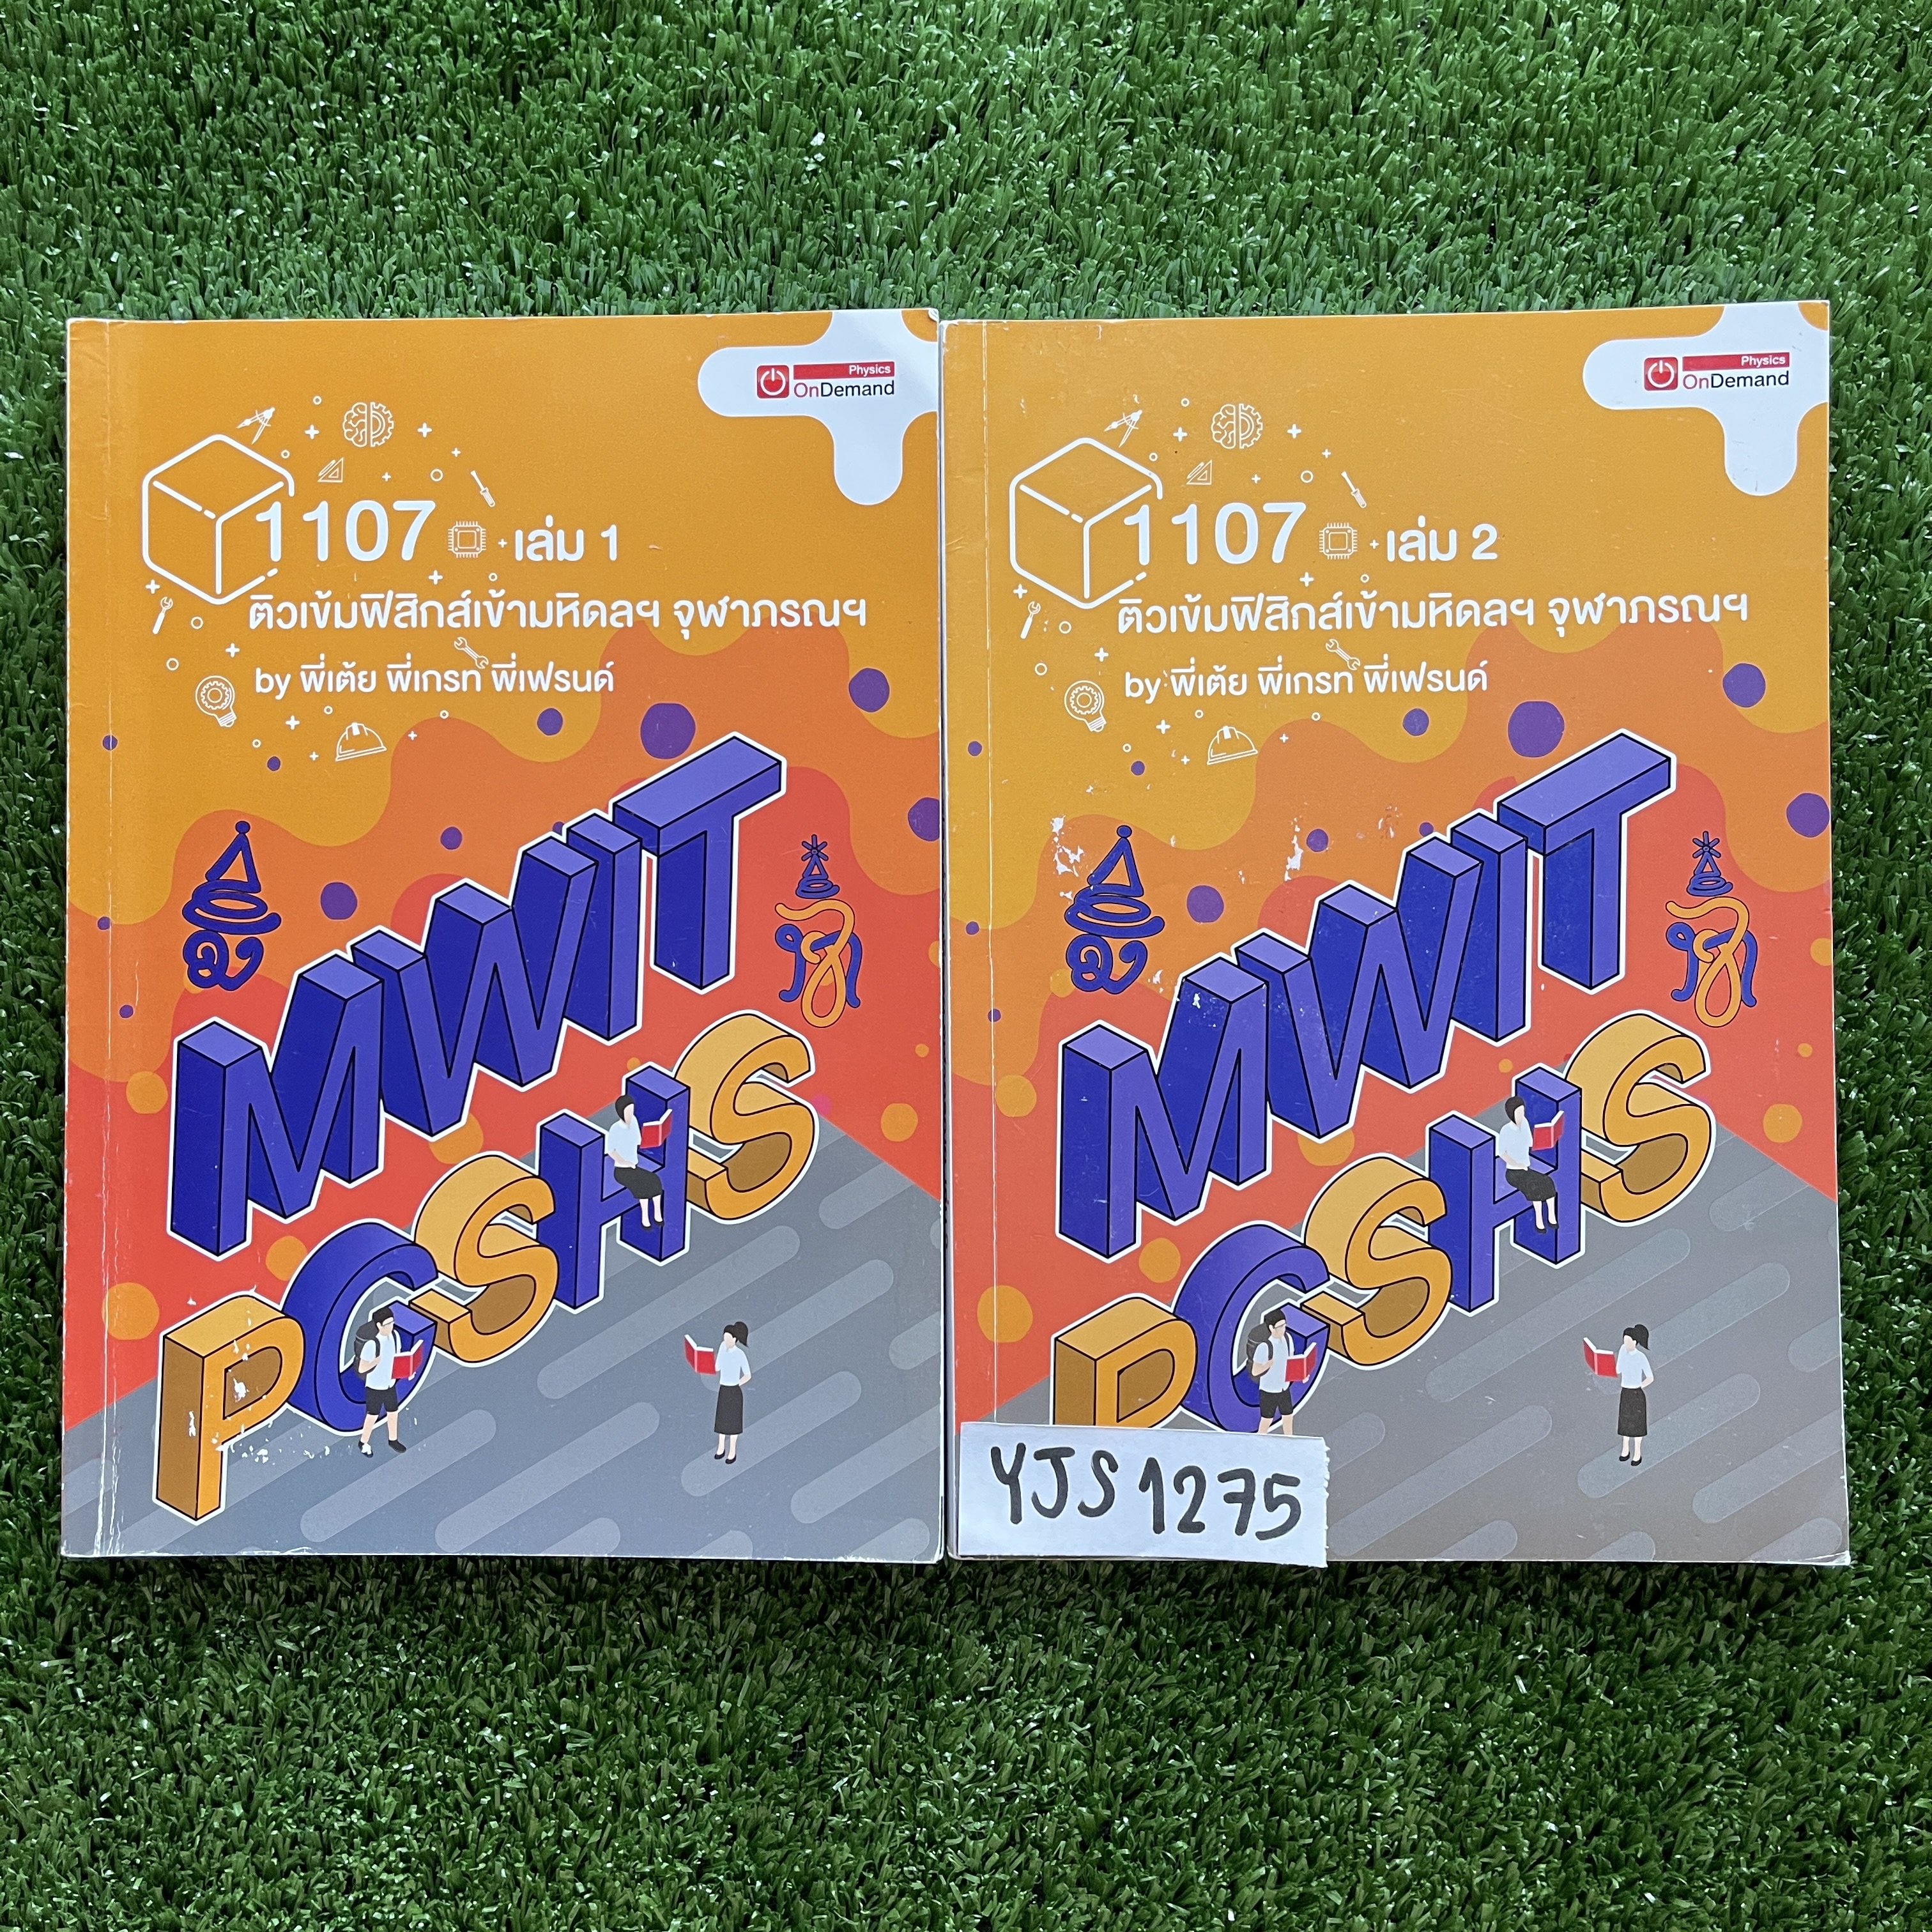 Physics
OnDemand
1107 เล่ม 1
ติวเข้มฟิสิกส์เข้ามหิดลฯ จุฬาภรณฯ
by พี่เต้ย พี่เกรท พี่เฟรนด์
MWIT
PCSHS
Physics
OnDemand
1107 เล่ม 2
ติวเข้มฟิสิกส์เข้ามหิดลฯ จุฬาภรณฯ
by พี่เต้ย พี่เกรท พี่เฟรนด์
MWIT
PCSHS
YJS 1275